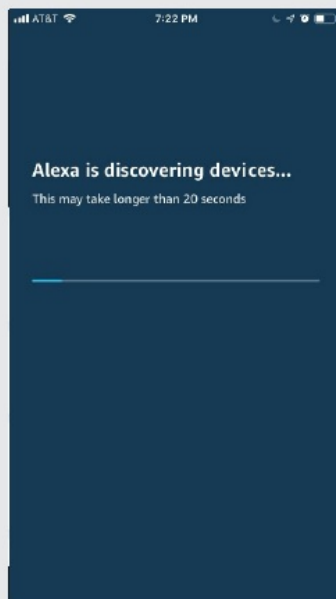 AT&T 7:22 PM
Alexa is discovering devices...
This may take longer than 20 seconds